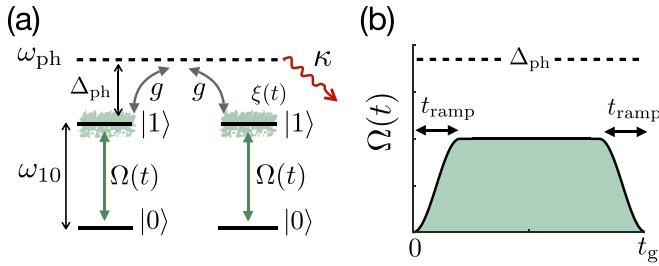 (a)
ω_ph
κ
Δ_ph
g g ξ(t)
|1⟩ |1⟩
ω_10
Ω(t) Ω(t)
|0⟩ |0⟩
(b)
Δ_ph
t_ramp t_ramp
Ω(t)
0 t_g